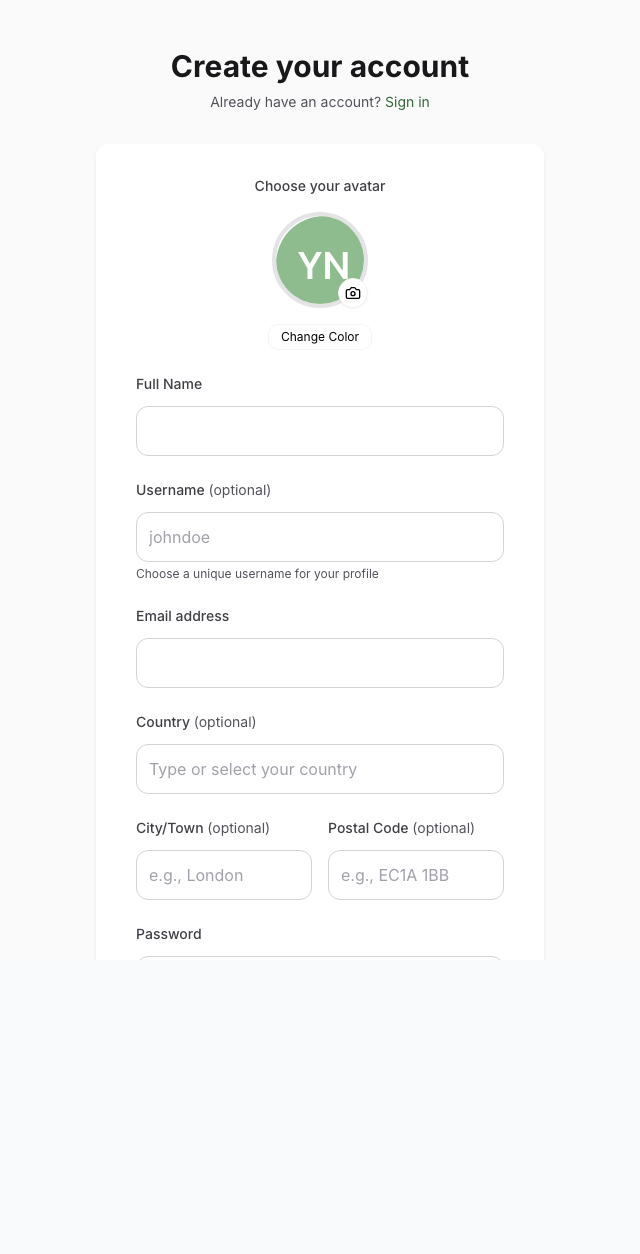 Create your account
Already have an account? Sign in
Choose your avatar
YN
Change Color
Full Name
Username (optional)
johndoe
Choose a unique username for your profile
Email address
Country (optional)
Type or select your country
City/Town (optional) Postal Code (optional)
e.g., London e.g., EC1A 1BB
Password